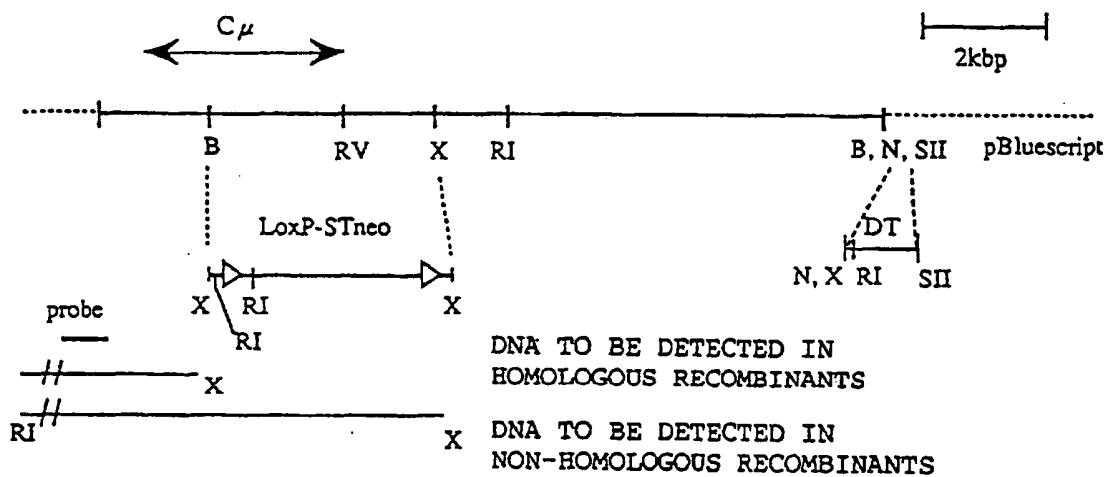 Cμ
2kbp
B RV X RI B, N, SII pBluescript
LoxP-STneo DT
X RI X N, X RI SII
probe RI
DNA TO BE DETECTED IN
HOMOLOGOUS RECOMBINANTS
X
RI X
DNA TO BE DETECTED IN
NON-HOMOLOGOUS RECOMBINANTS